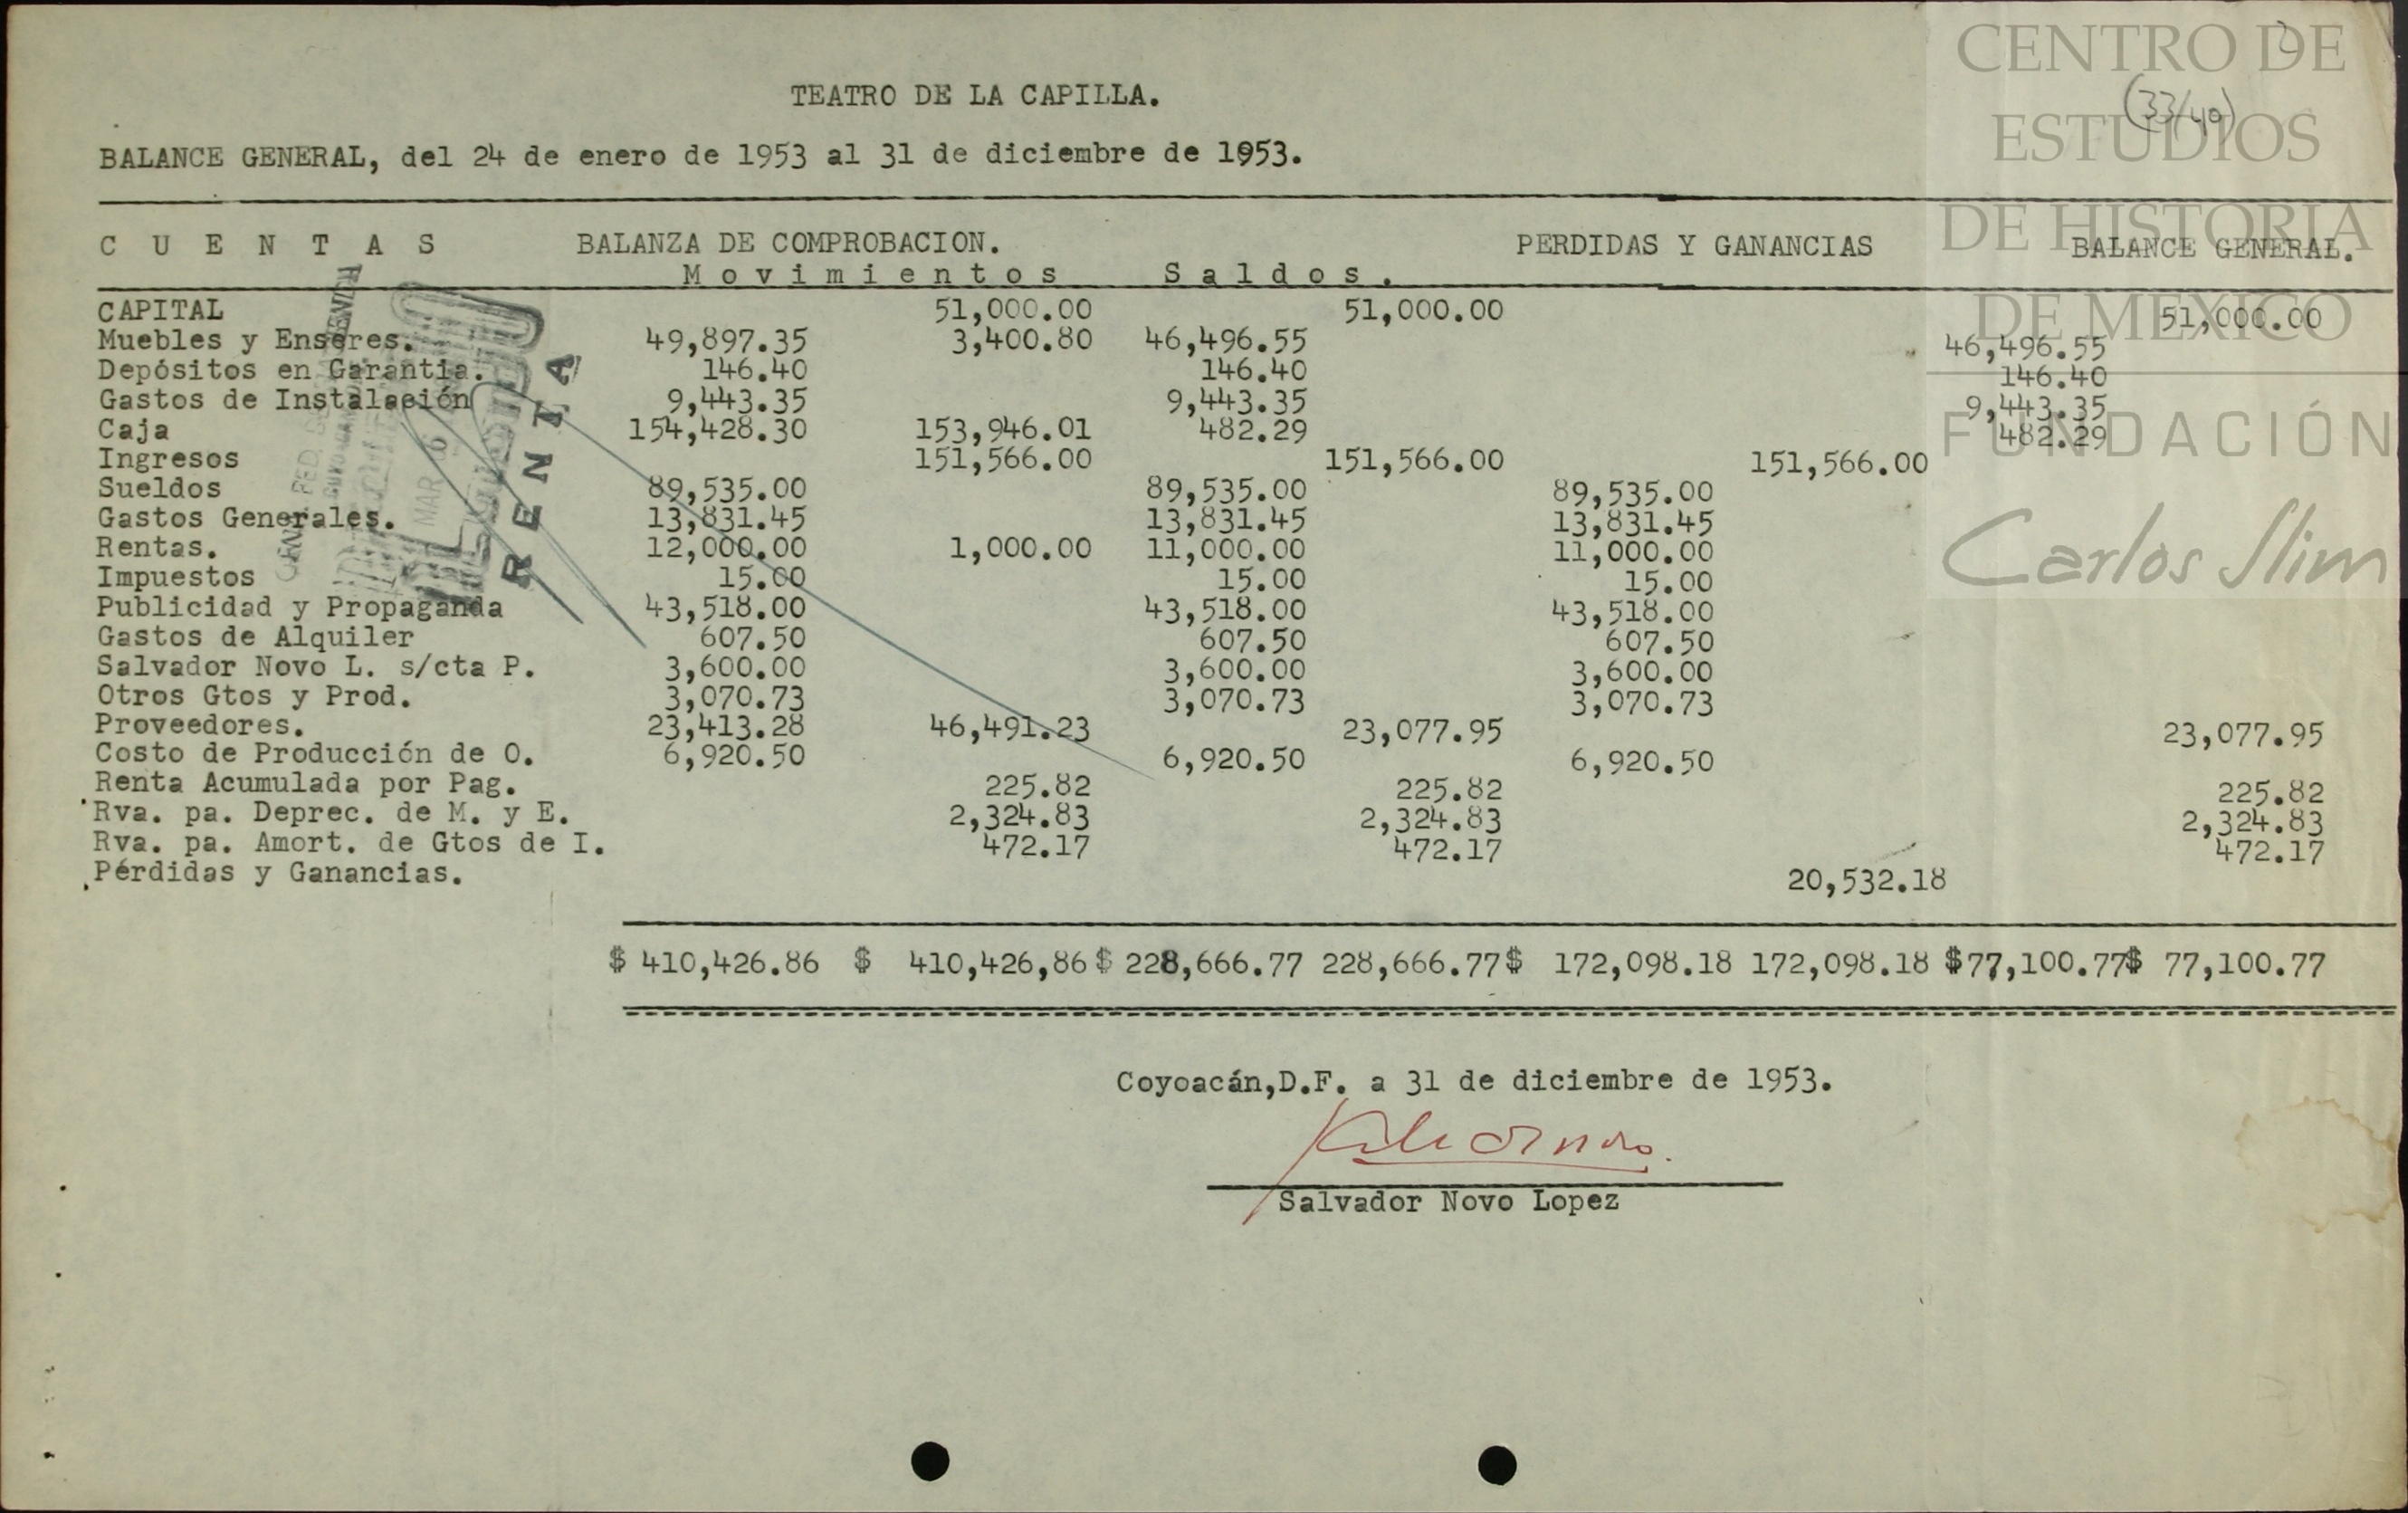 CENTRO DE
ESTUDIOS
DE HISTORIA
DE MEXICO
FUNDACIÓN
Carlos Slim
(33/40)
TEATRO DE LA CAPILLA.
BALANCE GENERAL, del 24 de enero de 1953 al 31 de diciembre de 1953.
C U E N T A S BALANZA DE COMPROBACION. PERDIDAS Y GANANCIAS BALANCE GENERAL.
M o v i m i e n t o s S a l d o s .
CAPITAL 51,000.00 51,000.00 51,000.00
Muebles y Enseres. 49,897.35 3,400.80 46,496.55 46,496.55
Depósitos en Garantia. 146.40 146.40 146.40
Gastos de Instalación 9,443.35 9,443.35 9,443.35
Caja 154,428.30 153,946.01 482.29 482.29
Ingresos 151,566.00 151,566.00 151,566.00
Sueldos 89,535.00 89,535.00 89,535.00
Gastos Generales. 13,831.45 13,831.45 13,831.45
Rentas. 12,000.00 1,000.00 11,000.00 11,000.00
Impuestos 15.00 15.00 15.00
Publicidad y Propaganda 43,518.00 43,518.00 43,518.00
Gastos de Alquiler 607.50 607.50 607.50
Salvador Novo L. s/cta P. 3,600.00 3,600.00 3,600.00
Otros Gtos y Prod. 3,070.73 3,070.73 3,070.73
Proveedores. 23,413.28 46,491.23 23,077.95 23,077.95
Costo de Producción de O. 6,920.50 6,920.50 6,920.50
Renta Acumulada por Pag. 225.82 225.82 225.82
Rva. pa. Deprec. de M. y E. 2,324.83 2,324.83 2,324.83
Rva. pa. Amort. de Gtos de I. 472.17 472.17 472.17
Pérdidas y Ganancias. 20,532.18
$ 410,426.86 $ 410,426,86 $ 228,666.77 228,666.77 $ 172,098.18 172,098.18 $77,100.77 $ 77,100.77
RENTA
MAR 6
Coyoacán,D.F. a 31 de diciembre de 1953.
Salvador Novo Lopez